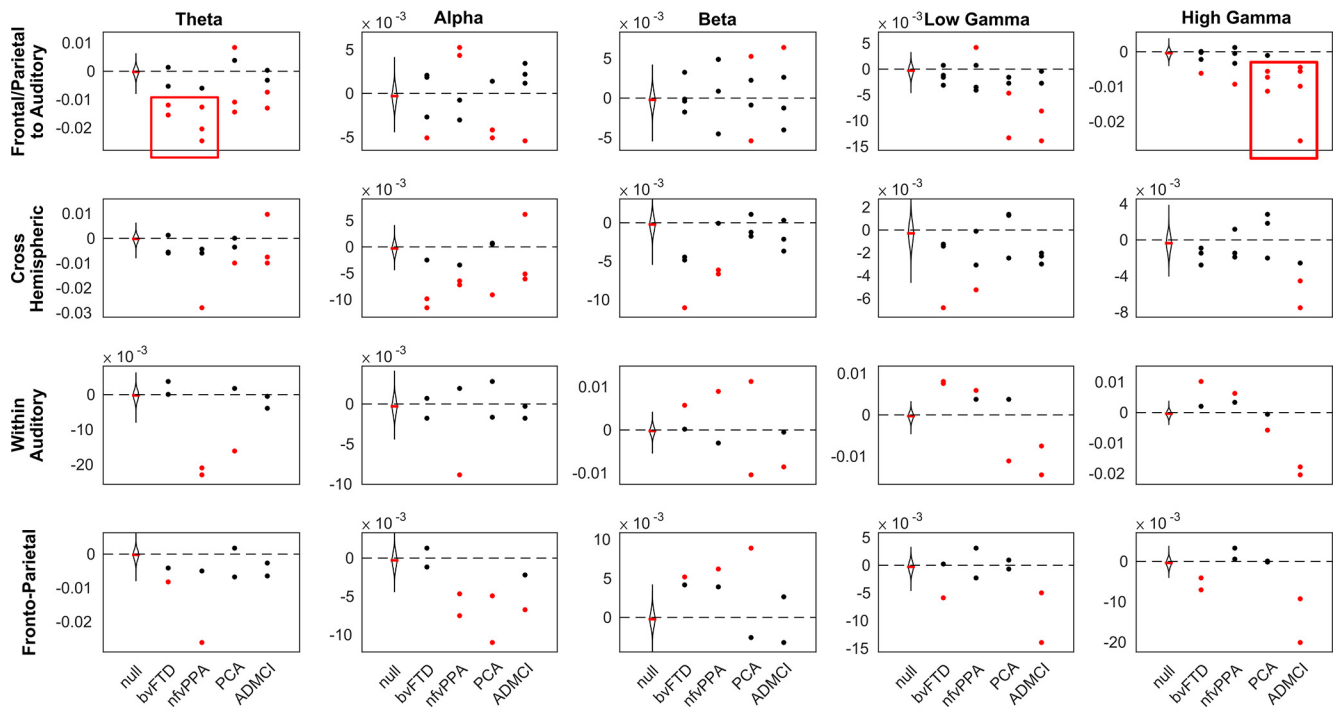 Theta Alpha Beta Low Gamma High Gamma
× 10⁻³ × 10⁻³ × 10⁻³
Frontal/Parietal
to Auditory
0.01 0 -0.01 -0.02
5 0 -5
5 0 -5
5 0 -5 -10 -15
0 -0.01 -0.02
× 10⁻³ × 10⁻³ × 10⁻³ × 10⁻³
Cross
Hemispheric
0.01 0 -0.01 -0.02 -0.03
5 0 -5 -10
0 -5 -10
2 0 -2 -4 -6
4 0 -4 -8
× 10⁻³ × 10⁻³
Within
Auditory
0 -10 -20
0 -5 -10
0.01 0 -0.01
0.01 0 -0.01
0.01 0 -0.01 -0.02
× 10⁻³ × 10⁻³ × 10⁻³ × 10⁻³
Fronto-Parietal
0 -0.01 -0.02
0 -5 -10
10 5 0
5 0 -5 -10 -15
0 -10 -20
null bvFTD nfvPPA PCA ADMCI
null bvFTD nfvPPA PCA ADMCI
null bvFTD nfvPPA PCA ADMCI
null bvFTD nfvPPA PCA ADMCI
null bvFTD nfvPPA PCA ADMCI